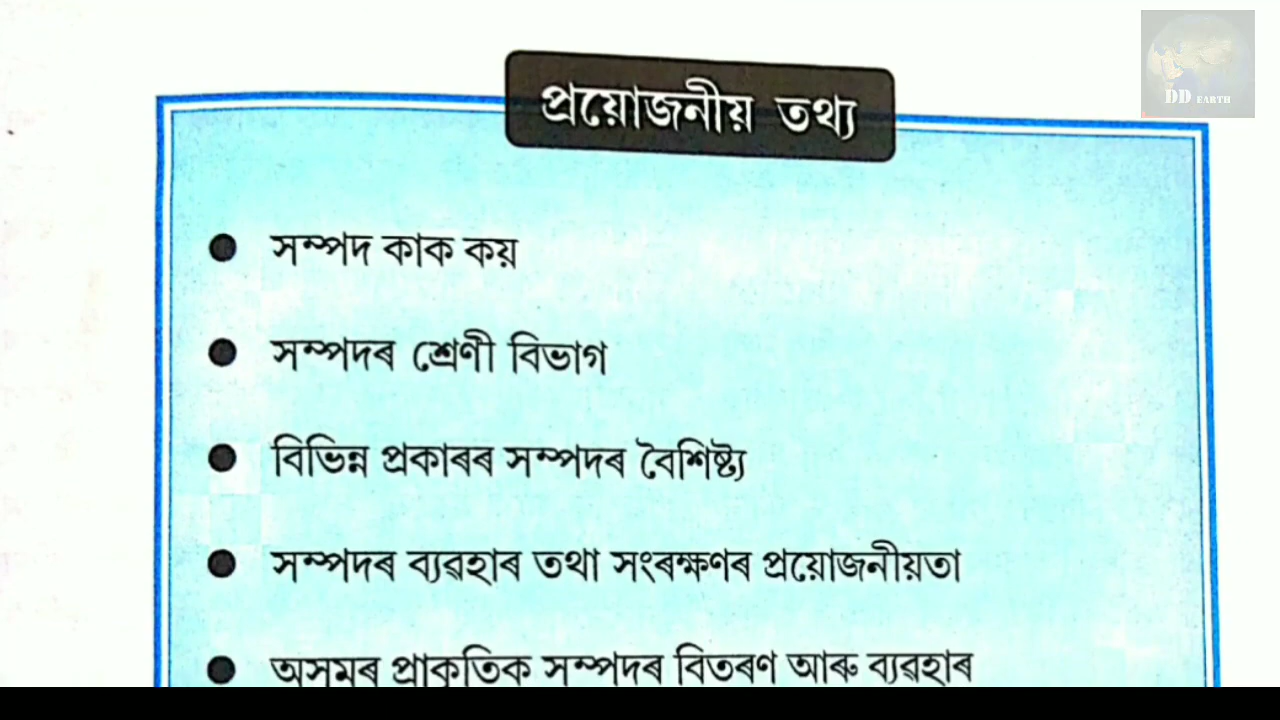 DD EARTH
প্ৰয়োজনীয় তথ্য
● সম্পদ কাক কয়
● সম্পদৰ শ্ৰেণী বিভাগ
● বিভিন্ন প্ৰকাৰৰ সম্পদৰ বৈশিষ্ট্য
● সম্পদৰ ব্যৱহাৰ তথা সংৰক্ষণৰ প্ৰয়োজনীয়তা
● অসমৰ প্ৰাকৃতিক সম্পদৰ বিতৰণ আৰু ব্যৱহাৰ